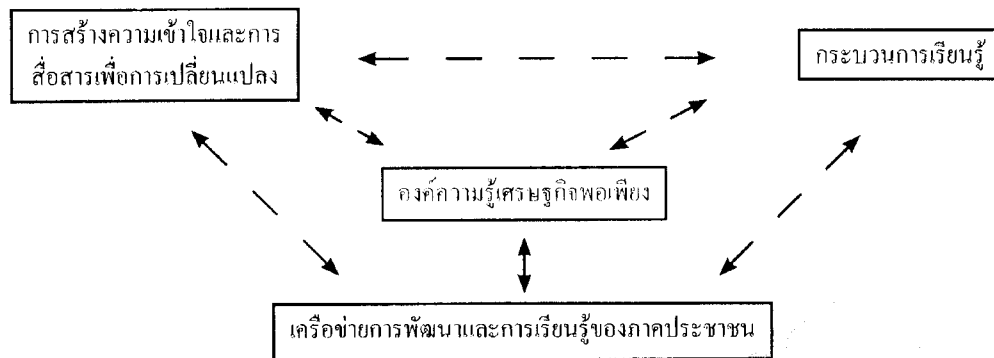 การสร้างความเข้าใจและการ
สื่อสารเพื่อการเปลี่ยนแปลง
กระบวนการเรียนรู้
องค์ความรู้เศรษฐกิจพอเพียง
เครือข่ายการพัฒนาและการเรียนรู้ของภาคประชาชน